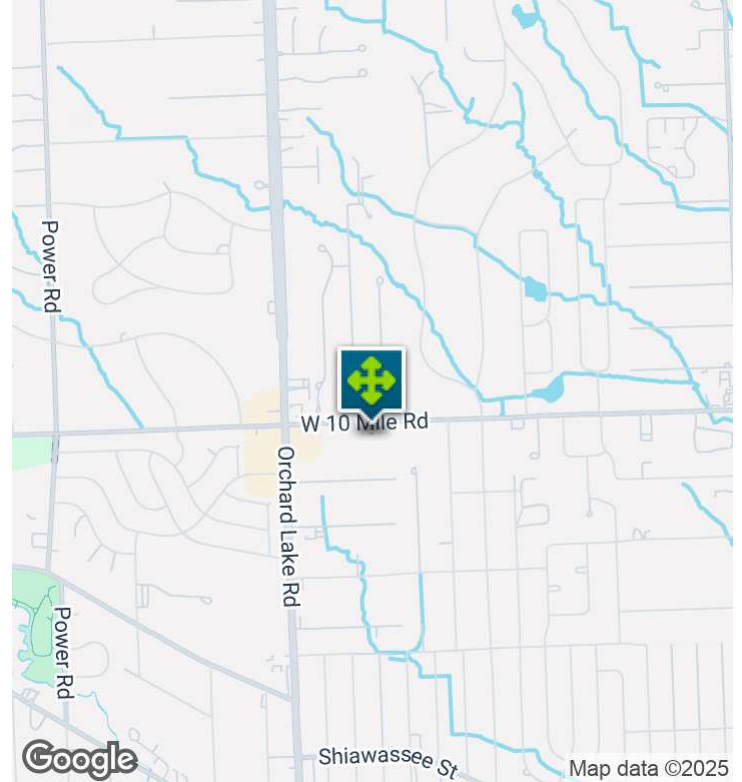 Power Rd
W 10 Mile Rd
Orchard Lake Rd
Power Rd
Shiawassee St
Google
Map data ©2025